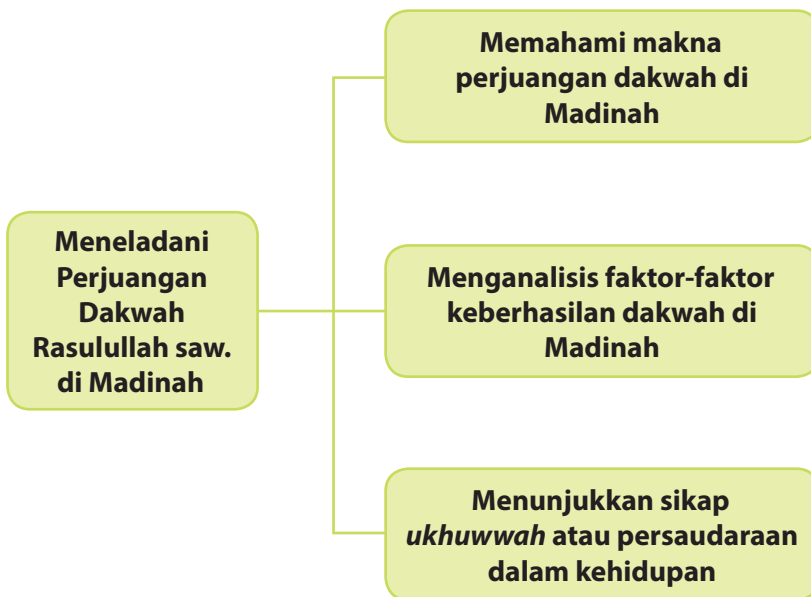 Memahami makna
perjuangan dakwah di
Madinah
Meneladani
Perjuangan
Dakwah
Rasulullah saw.
di Madinah
Menganalisis faktor-faktor
keberhasilan dakwah di
Madinah
Menunjukkan sikap
ukhuwwah atau persaudaraan
dalam kehidupan